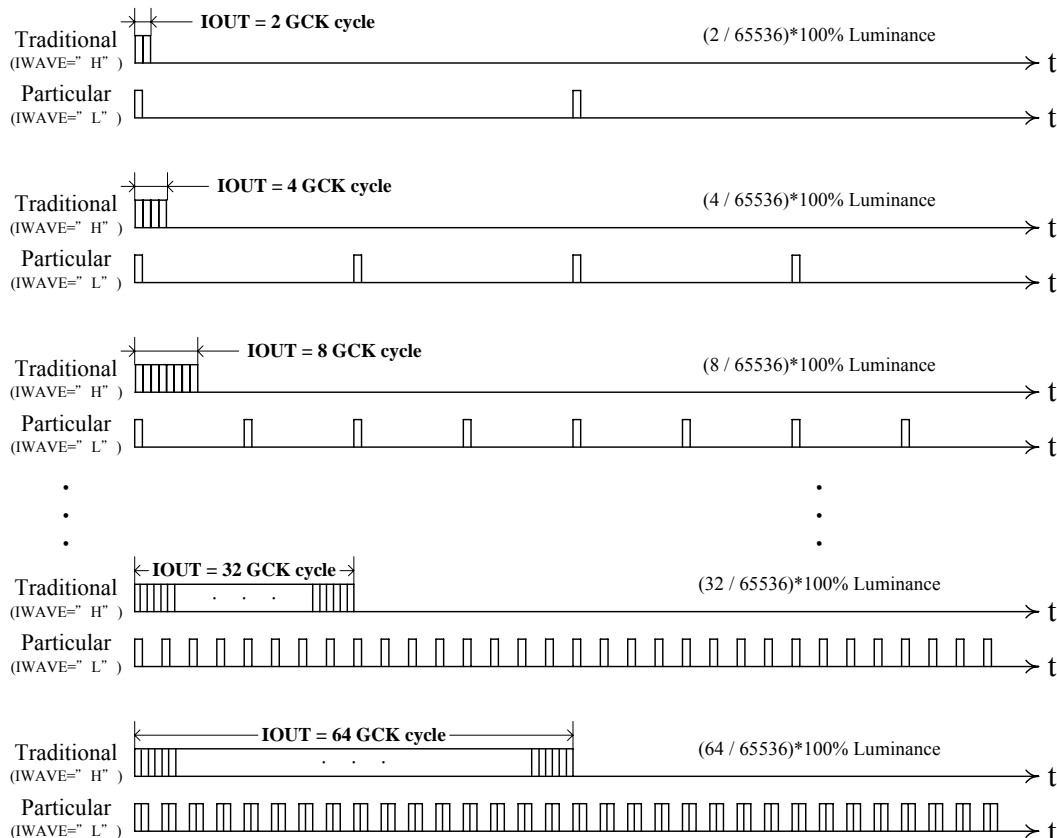 IOUT = 2 GCK cycle
(2 / 65536)*100% Luminance
Traditional
(IWAVE=”H”)
t
Particular
(IWAVE=”L”)
t
IOUT = 4 GCK cycle
(4 / 65536)*100% Luminance
Traditional
(IWAVE=”H”)
t
Particular
(IWAVE=”L”)
t
IOUT = 8 GCK cycle
(8 / 65536)*100% Luminance
Traditional
(IWAVE=”H”)
t
Particular
(IWAVE=”L”)
t
IOUT = 32 GCK cycle
(32 / 65536)*100% Luminance
Traditional
(IWAVE=”H”)
. . .
t
Particular
(IWAVE=”L”)
t
IOUT = 64 GCK cycle
(64 / 65536)*100% Luminance
Traditional
(IWAVE=”H”)
. . .
t
Particular
(IWAVE=”L”)
t